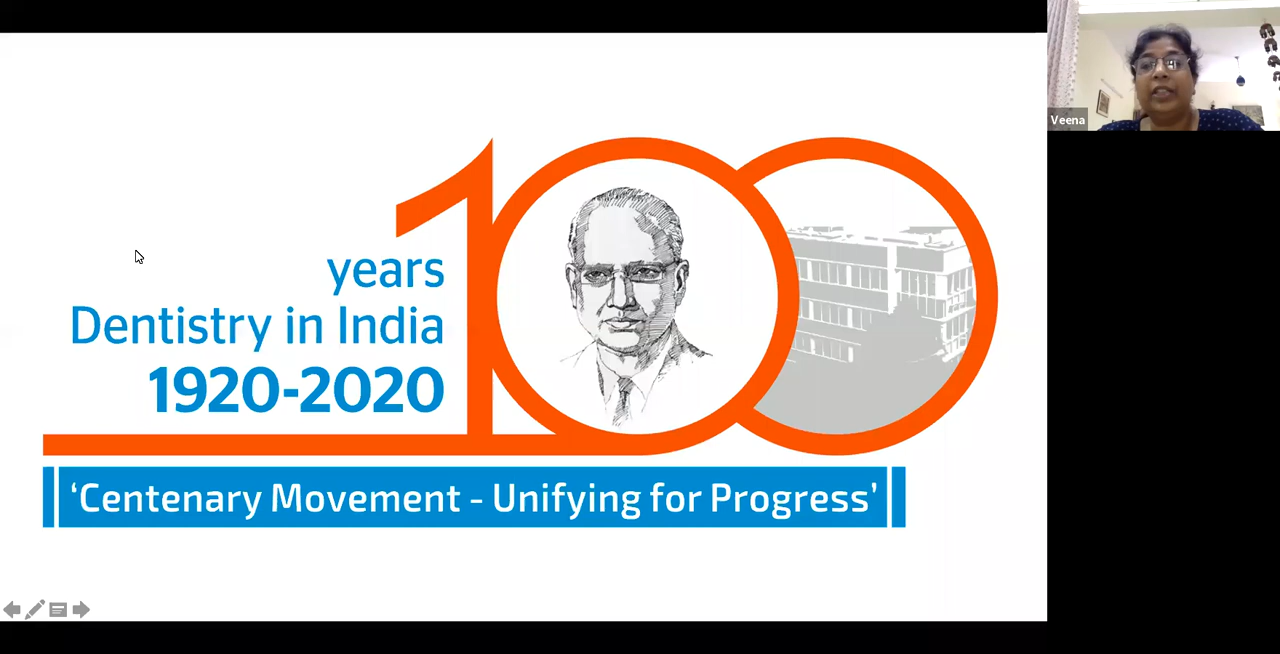 100
years
Dentistry in India
1920-2020
‘Centenary Movement - Unifying for Progress’
Veena